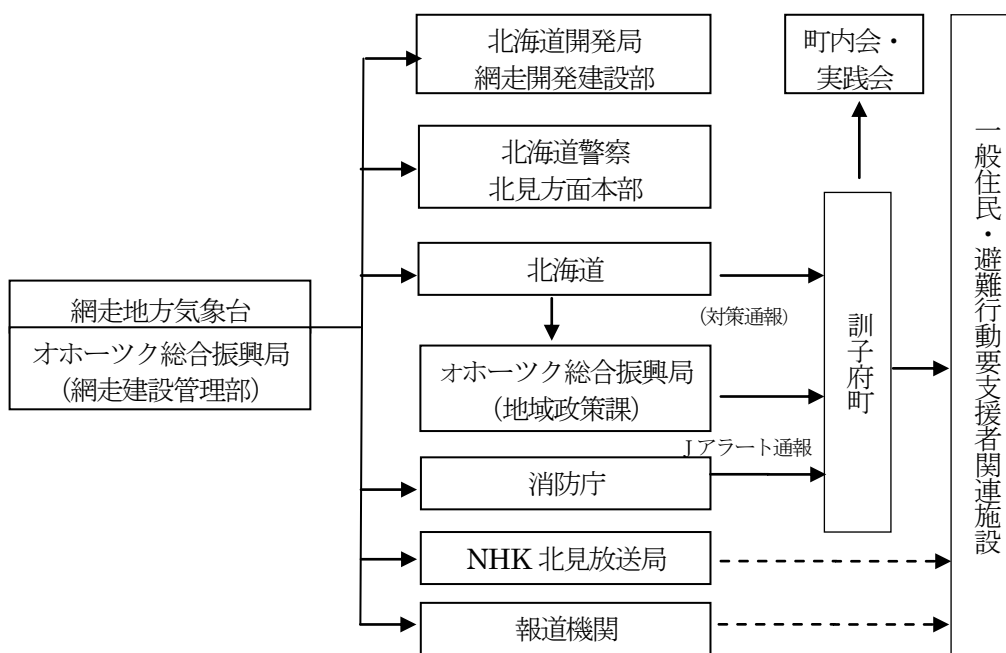 北海道開発局
網走開発建設部
町内会・
実践会
北海道警察
北見方面本部
北海道
(対策通報)
網走地方気象台
オホーツク総合振興局
(網走建設管理部)
オホーツク総合振興局
(地域政策課)
Jアラート通報
消防庁
NHK 北見放送局
報道機関
訓子府町
一般住民・避難行動要支援者関連施設